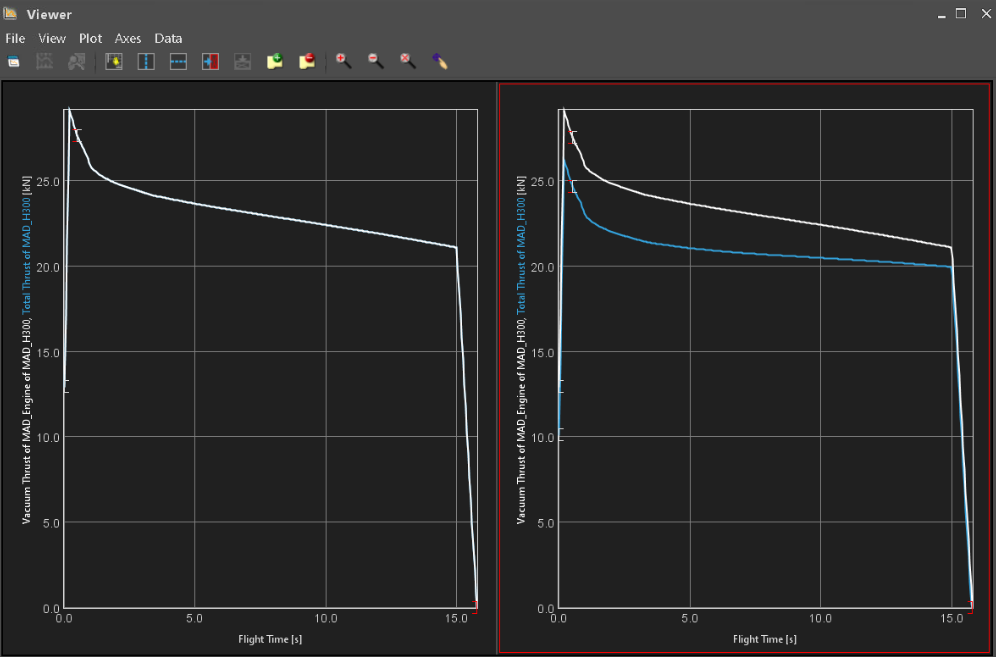 Viewer
File View Plot Axes Data
Vacuum Thrust of MAD_Engine of MAD_H300, Total Thrust of MAD_H300 [kN]
25.0
20.0
15.0
10.0
5.0
0.0
0.0 5.0 10.0 15.0
Flight Time [s]
Vacuum Thrust of MAD_Engine of MAD_H300, Total Thrust of MAD_H300 [kN]
25.0
20.0
15.0
10.0
5.0
0.0
0.0 5.0 10.0 15.0
Flight Time [s]